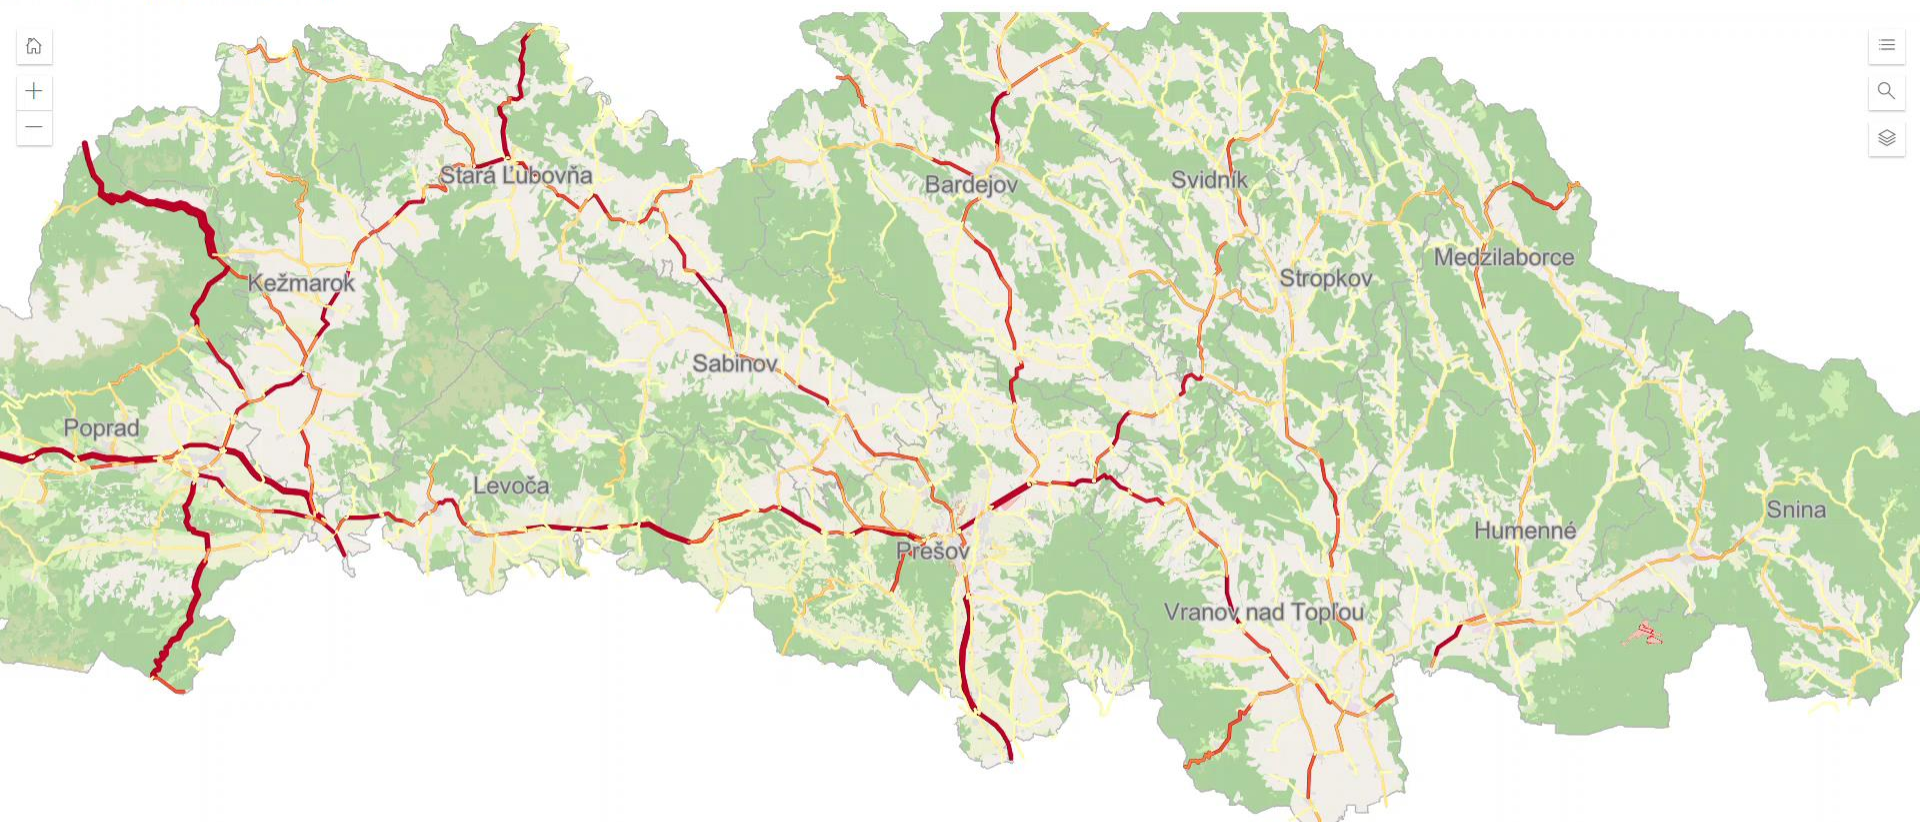 Stará Ľubovňa
Bardejov
Svidník
Medzilaborce
Kežmarok
Stropkov
Sabinov
Poprad
Levoča
Snina
Humenné
Prešov
Vranov nad Topľou